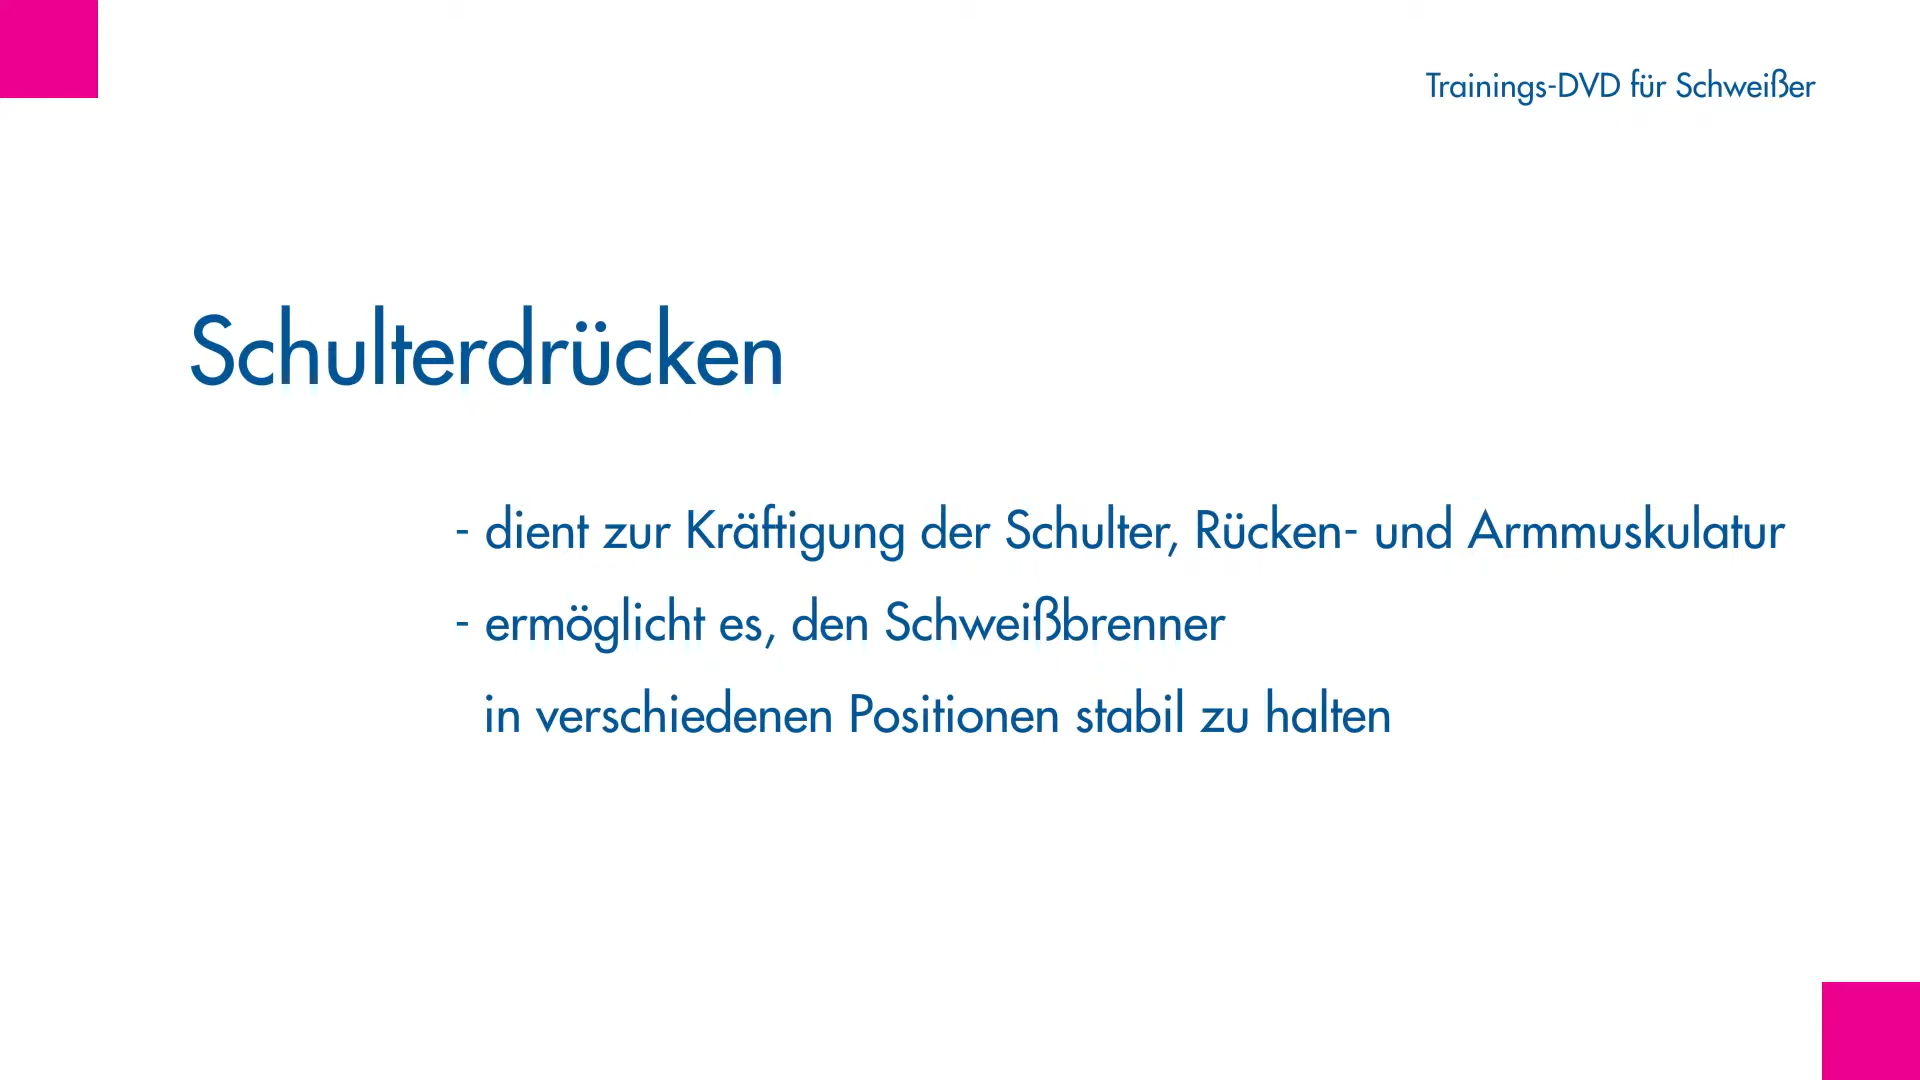 Trainings-DVD für Schweißer
Schulterdrücken
- dient zur Kräftigung der Schulter, Rücken- und Armmuskulatur
- ermöglicht es, den Schweißbrenner
in verschiedenen Positionen stabil zu halten